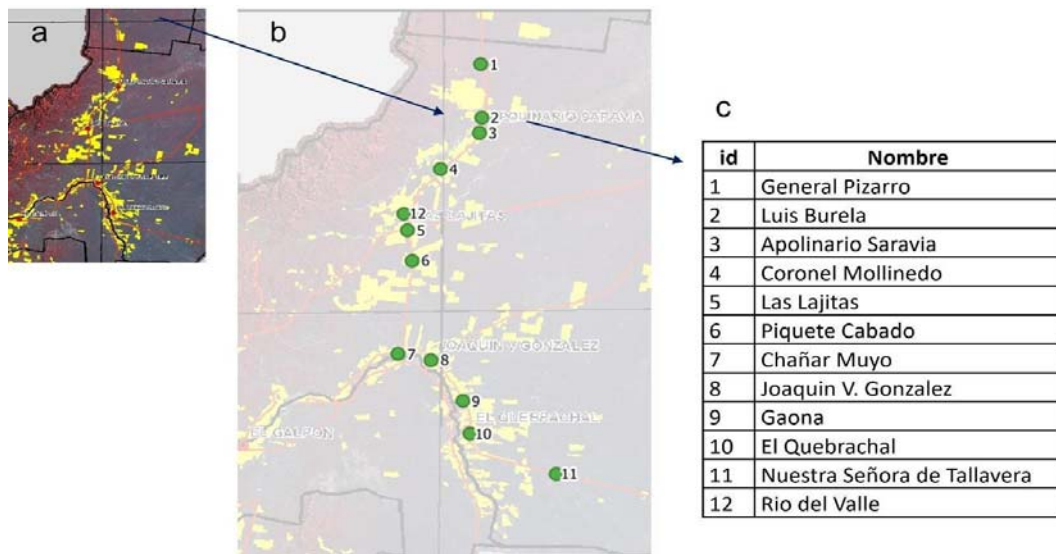 a
b
1
2
POLINARIO SARAVIA
3
4
12
LAJITAS
5
6
JOAQUIN V GONZALEZ
7
8
9
EL QUEBRACHAL
10
EL GALPON
11
c
id Nombre
1 General Pizarro
2 Luis Burela
3 Apolinario Saravia
4 Coronel Mollinedo
5 Las Lajitas
6 Piquete Cabado
7 Chañar Muyo
8 Joaquin V. Gonzalez
9 Gaona
10 El Quebrachal
11 Nuestra Señora de Tallavera
12 Rio del Valle